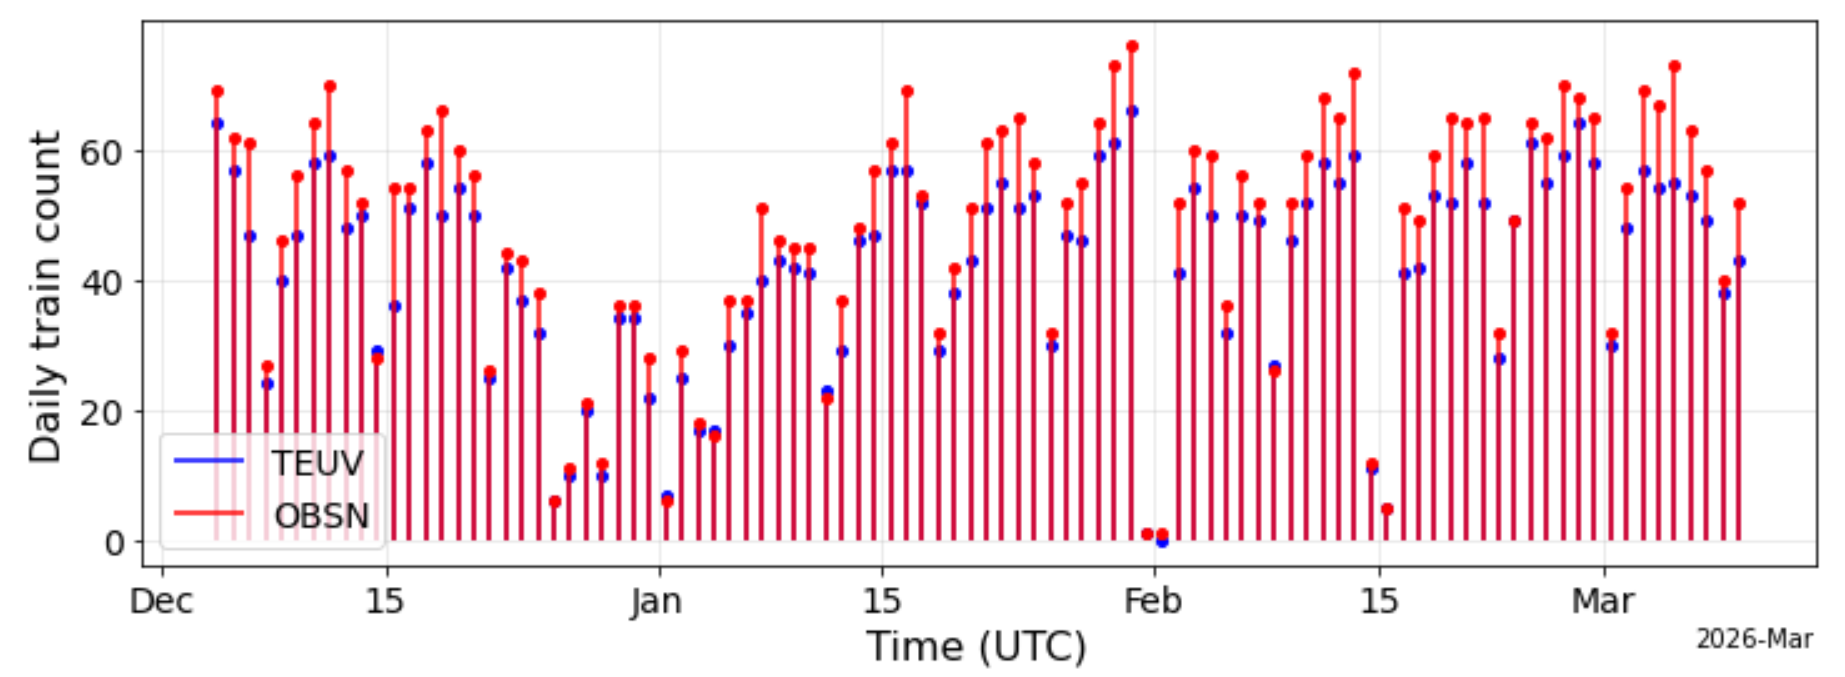 Daily train count
60
40
20
0
TEUV
OBSN
Dec 15 Jan 15 Feb 15 Mar
Time (UTC)
2026-Mar